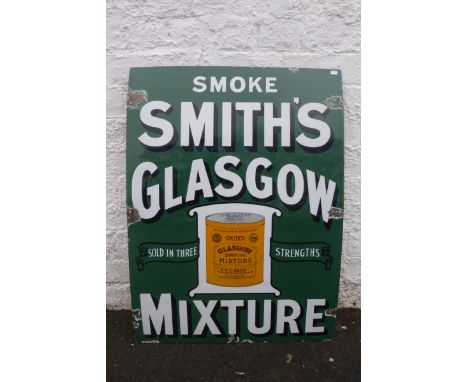 SMOKE
SMITH'S
GLASGOW
SOLD IN THREE STRENGTHS
SMITH'S
GLASGOW
MIXTURE
MIXTURE